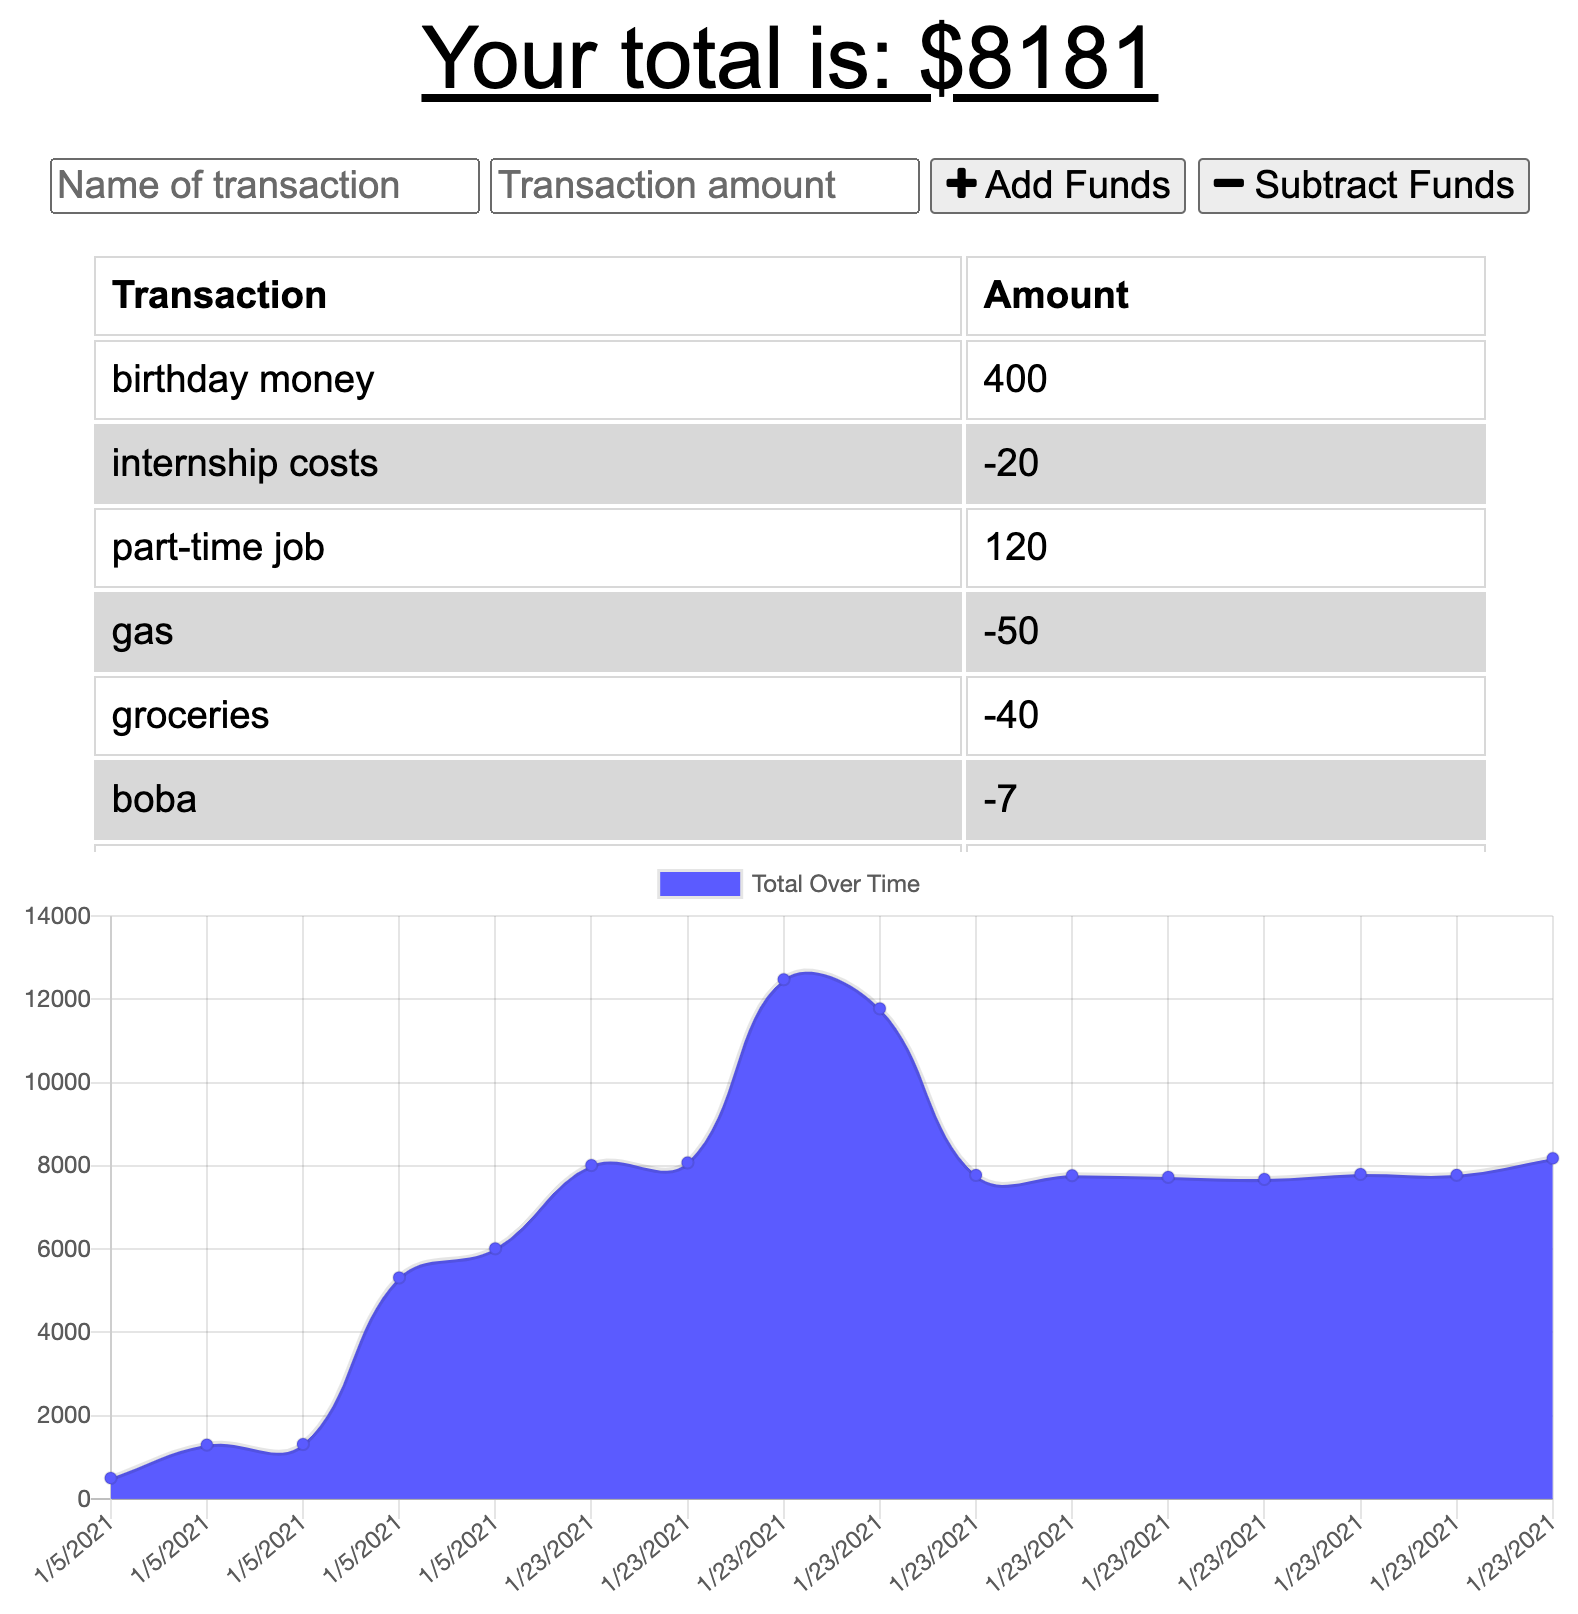 Your total is: $8181
Name of transaction Transaction amount Add Funds Subtract Funds
Transaction Amount
birthday money 400
internship costs -20
part-time job 120
gas -50
groceries -40
boba -7
Total Over Time
14000
12000
10000
8000
6000
4000
2000
0
1/5/2021 1/5/2021 1/5/2021 1/5/2021 1/5/2021 1/23/2021 1/23/2021 1/23/2021 1/23/2021 1/23/2021 1/23/2021 1/23/2021 1/23/2021 1/23/2021 1/23/2021 1/23/2021